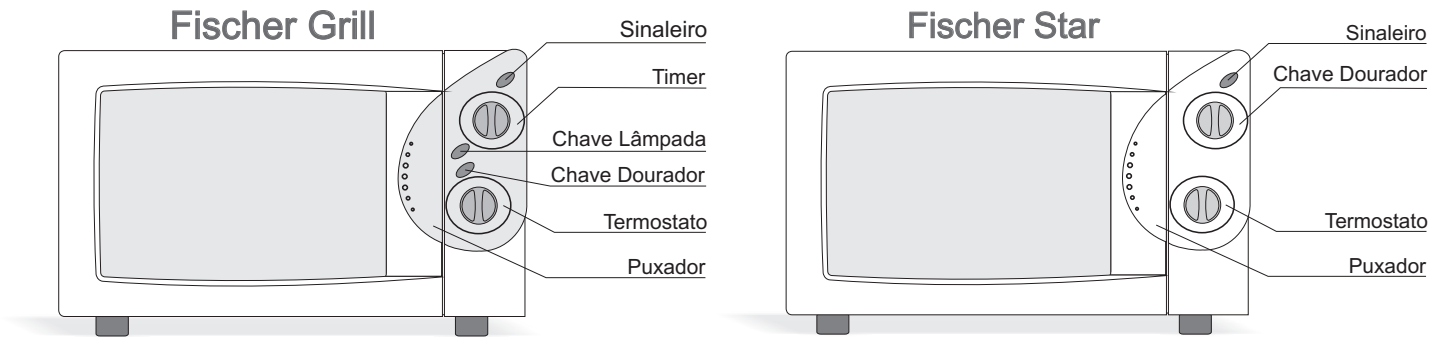 Fischer Grill
Sinaleiro
Timer
Chave Lâmpada
Chave Dourador
Termostato
Puxador
Fischer Star
Sinaleiro
Chave Dourador
Termostato
Puxador